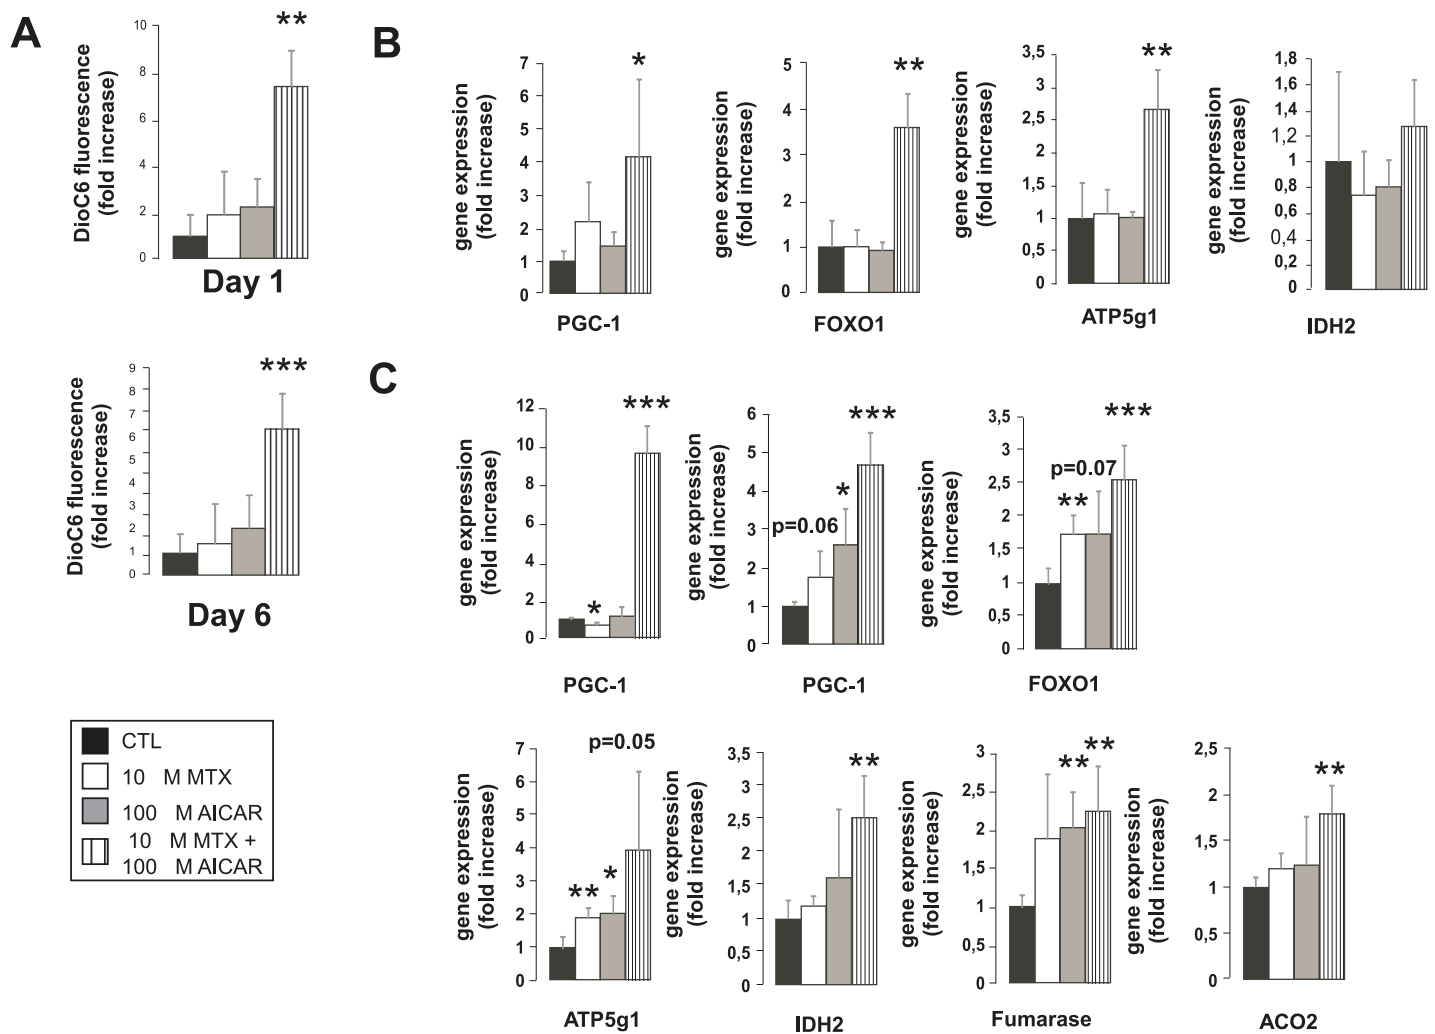 A
DioC6 fluorescence
(fold increase)
10
8
6
4
2
0
**
Day 1
DioC6 fluorescence
(fold increase)
9
8
7
6
6
5
4
3
2
2
1
0
***
Day 6
CTL
10 M MTX
100 M AICAR
10 M MTX +
100 M AICAR
B
gene expression
(fold increase)
7
6
5
4
3
2
1
0
*
PGC-1
gene expression
(fold increase)
5
4
3
2
1
0
**
FOXO1
gene expression
(fold increase)
3,5
3
2,5
2
1,5
1
0,5
0
**
ATP5g1
gene expression
(fold increase)
1,8
1,6
1,4
1,2
1
0,8
0,6
0,4
0,2
0
IDH2
C
gene expression
(fold increase)
12
10
8
6
4
2
0
*
***
PGC-1
gene expression
(fold increase)
6
5
4
3
2
1
0
p=0.06
*
***
PGC-1
gene expression
(fold increase)
3,5
3
2,5
2
1,5
1
0,5
0
**
p=0.07
***
FOXO1
gene expression
(fold increase)
7
6
5
4
3
2
1
0
**
*
p=0.05
ATP5g1
gene expression
(fold increase)
3,5
3
2,5
2
1,5
1
0,5
0
**
IDH2
gene expression
(fold increase)
3
2,5
2
1,5
1
0,5
0
**
**
Fumarase
gene expression
(fold increase)
2,5
2
1,5
1
0,5
0
**
ACO2